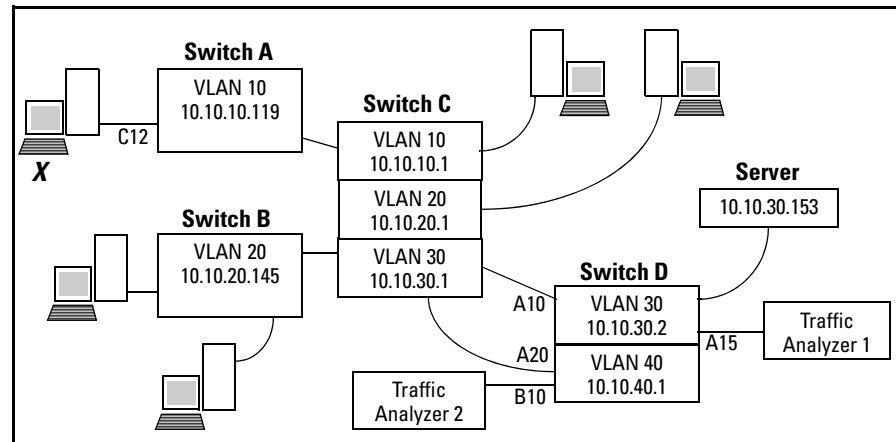 Switch A
VLAN 10
10.10.10.119
C12
X
Switch C
VLAN 10
10.10.10.1
VLAN 20
10.10.20.1
VLAN 30
10.10.30.1
Switch B
VLAN 20
10.10.20.145
Server
10.10.30.153
Switch D
A10
VLAN 30
10.10.30.2
A15
Traffic
Analyzer 1
A20
VLAN 40
10.10.40.1
B10
Traffic
Analyzer 2